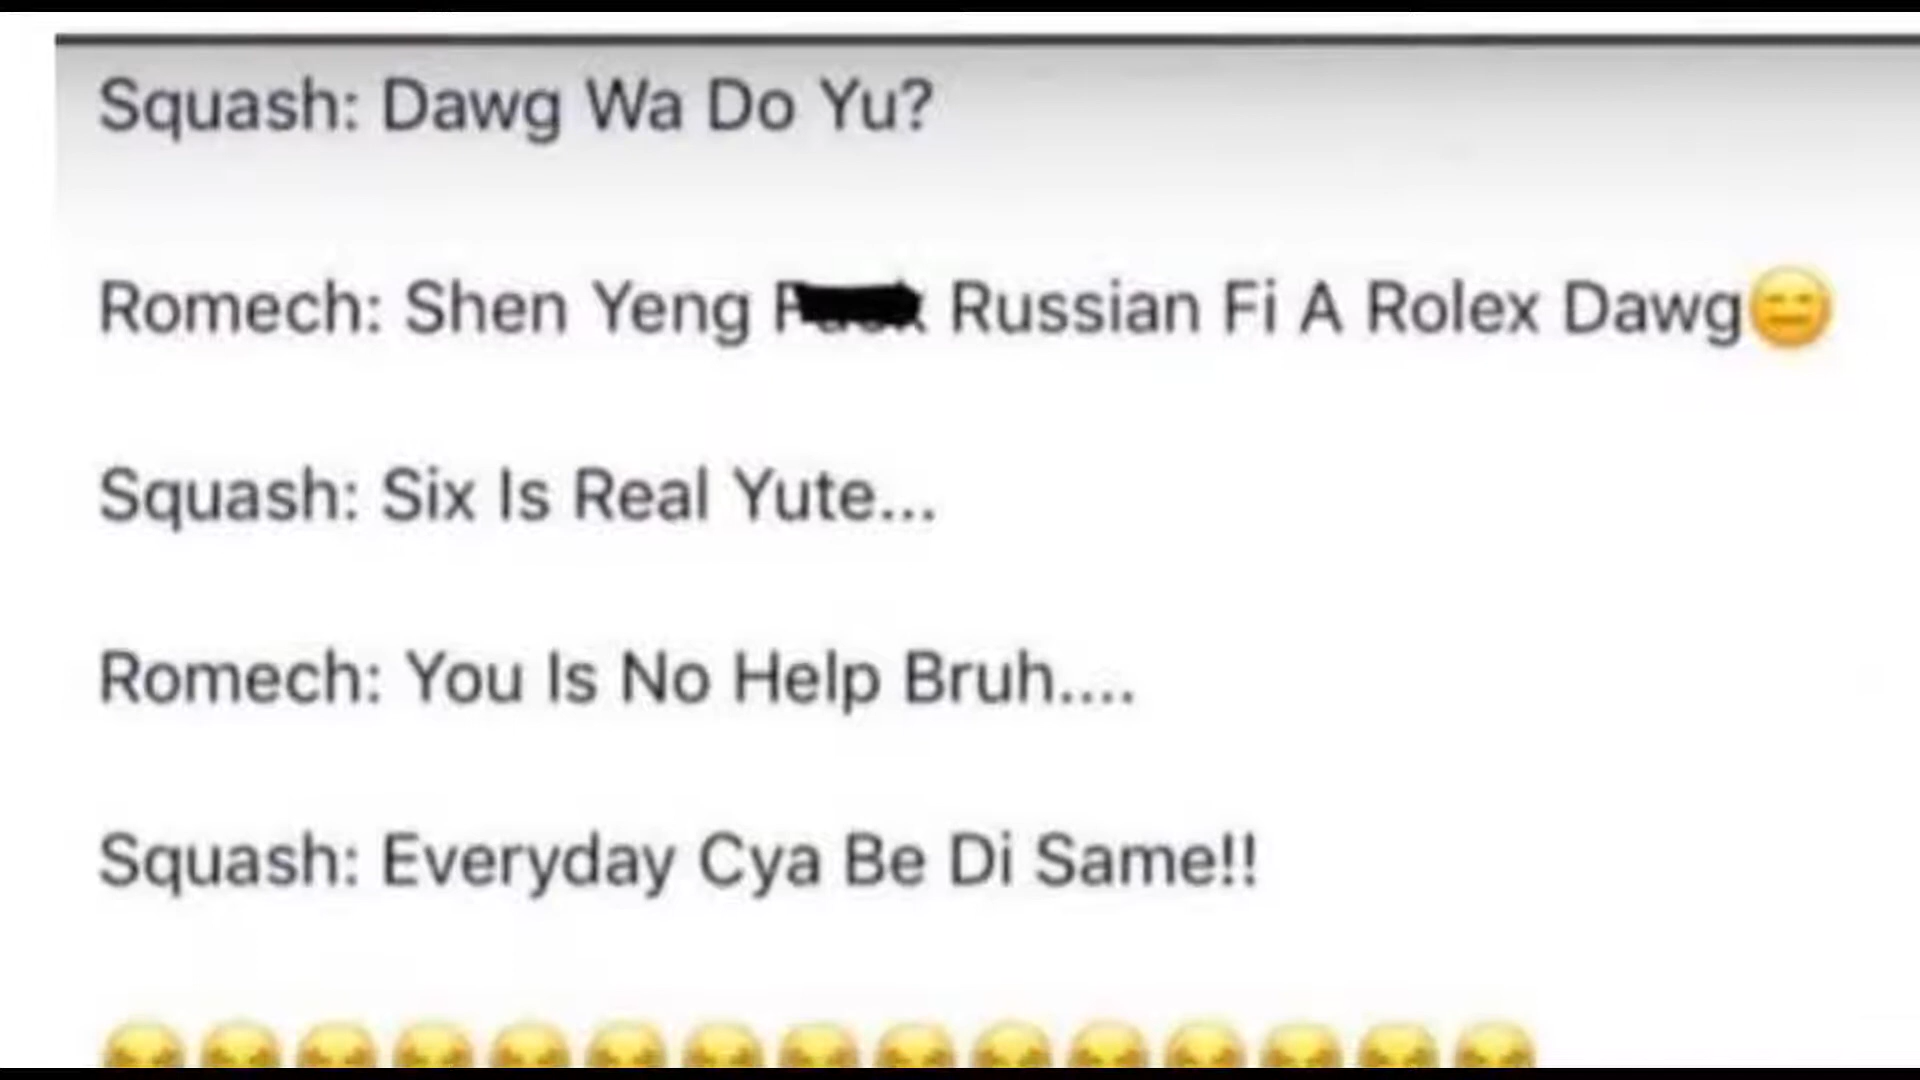 Squash: Dawg Wa Do Yu?
Romech: Shen Yeng Russian Fi A Rolex Dawg😑
Squash: Six Is Real Yute...
Romech: You Is No Help Bruh....
Squash: Everyday Cya Be Di Same!!